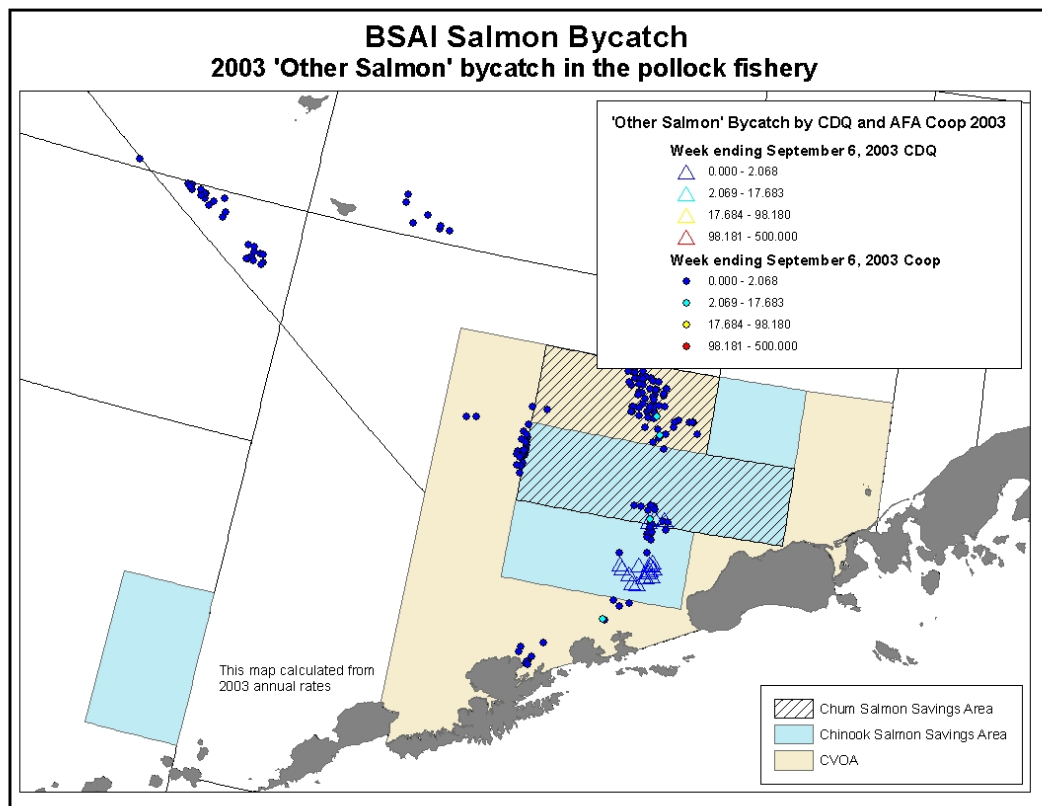 BSAI Salmon Bycatch
2003 'Other Salmon' bycatch in the pollock fishery
'Other Salmon' Bycatch by CDQ and AFA Coop 2003
Week ending September 6, 2003 CDQ
0.000 - 2.068
2.069 - 17.683
17.684 - 98.180
98.181 - 500.000
Week ending September 6, 2003 Coop
0.000 - 2.068
2.069 - 17.683
17.684 - 98.180
98.181 - 500.000
This map calculated from
2003 annual rates
Chum Salmon Savings Area
Chinook Salmon Savings Area
CVOA